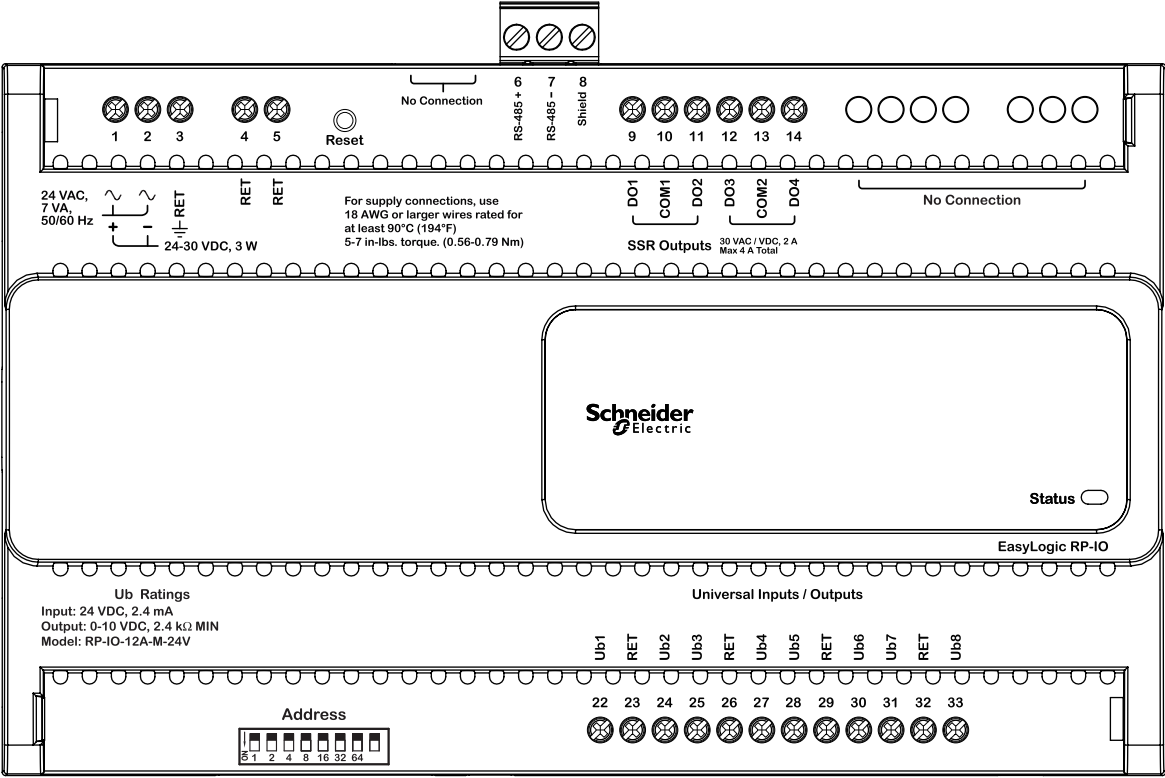 6 7 8
No Connection
RS-485 +
RS-485 –
Shield
1 2 3 4 5
Reset
9 10 11 12 13 14
24 VAC,
7 VA,
50/60 Hz
RET
RET
RET
+ –
24-30 VDC, 3 W
For supply connections, use
18 AWG or larger wires rated for
at least 90°C (194°F)
5-7 in-lbs. torque. (0.56-0.79 Nm)
DO1
COM1
DO2
DO3
COM2
DO4
SSR Outputs
30 VAC / VDC, 2 A
Max 4 A Total
No Connection
Schneider
Electric
Status
EasyLogic RP-IO
Ub Ratings
Input: 24 VDC, 2.4 mA
Output: 0-10 VDC, 2.4 kΩ MIN
Model: RP-IO-12A-M-24V
Universal Inputs / Outputs
Ub1
RET
Ub2
Ub3
RET
Ub4
Ub5
RET
Ub6
Ub7
RET
Ub8
22 23 24 25 26 27 28 29 30 31 32 33
Address
ON
1 2 4 8 16 32 64